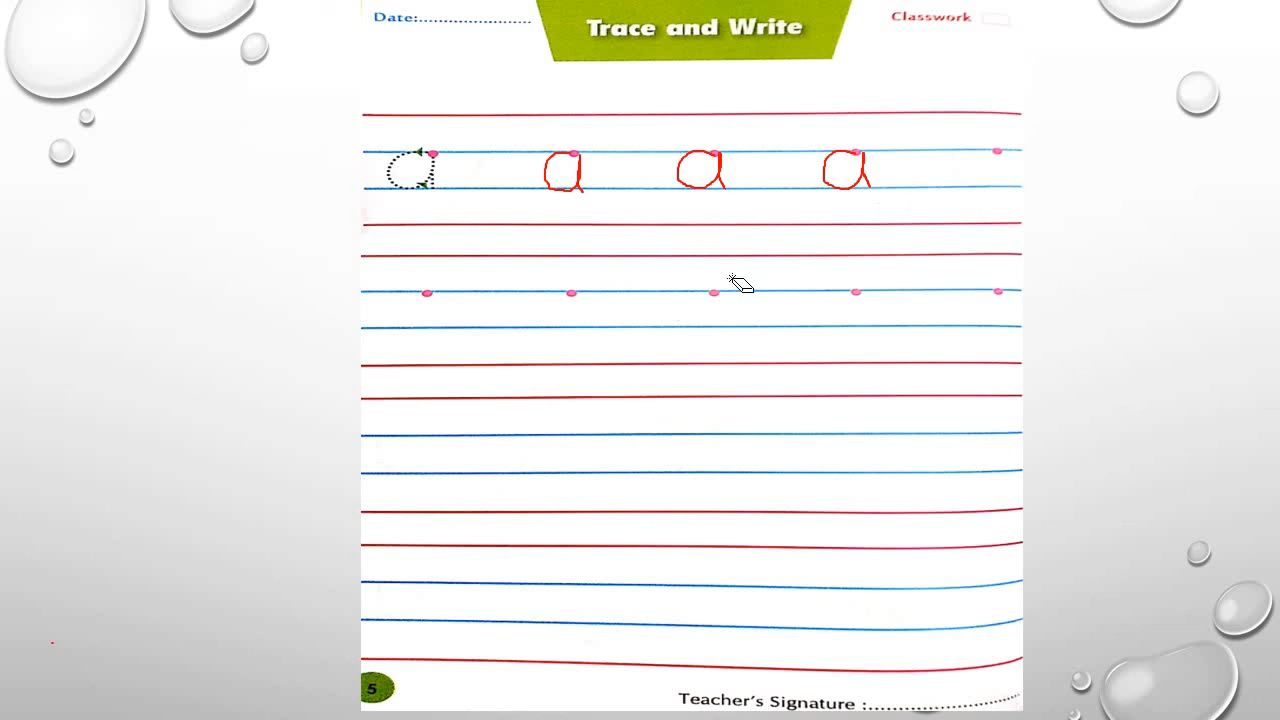 Date:
Trace and Write
Classwork
a a a a
5
Teacher's Signature :